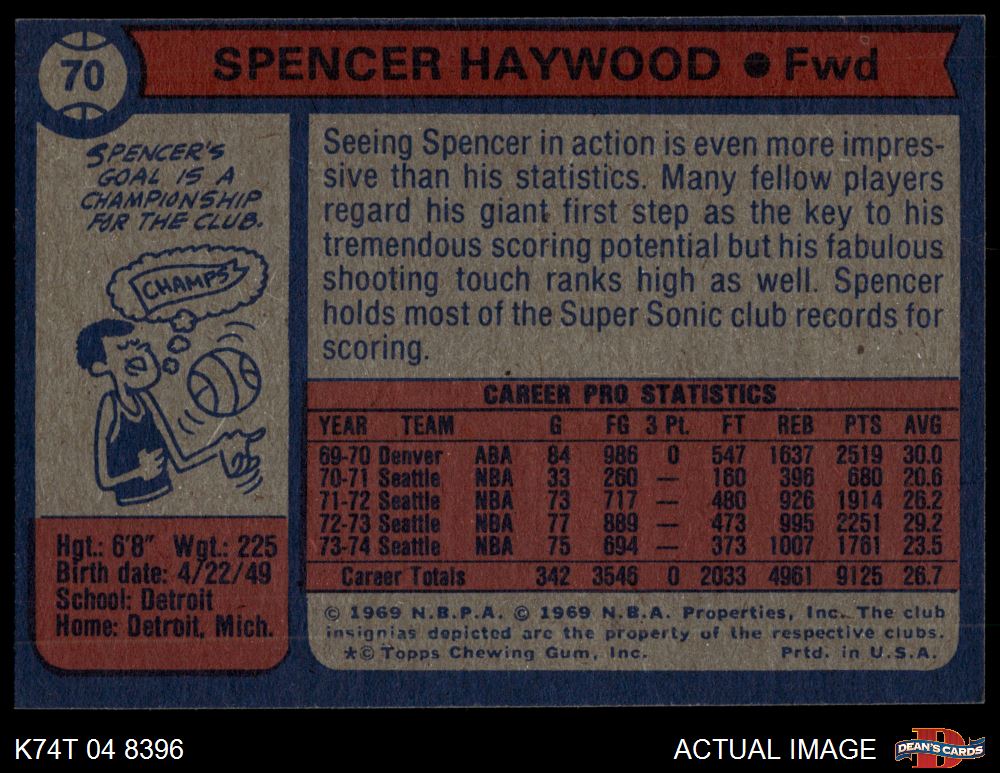 70
SPENCER HAYWOOD ● Fwd
SPENCER'S
GOAL IS A
CHAMPIONSHIP
FOR THE CLUB.
CHAMPS
Hgt.: 6'8" Wgt.: 225
Birth date: 4/22/49
School: Detroit
Home: Detroit, Mich.
Seeing Spencer in action is even more impres-
sive than his statistics. Many fellow players
regard his giant first step as the key to his
tremendous scoring potential but his fabulous
shooting touch ranks high as well. Spencer
holds most of the Super Sonic club records for
scoring.
CAREER PRO STATISTICS
YEAR TEAM G FG 3 Pt. FT REB PTS AVG
69-70 Denver ABA 84 986 0 547 1637 2519 30.0
70-71 Seattle NBA 33 260 — 160 396 680 20.6
71-72 Seattle NBA 73 717 — 480 926 1914 26.2
72-73 Seattle NBA 77 889 — 473 995 2251 29.2
73-74 Seattle NBA 75 694 — 373 1007 1761 23.5
Career Totals 342 3546 0 2033 4961 9125 26.7
© 1969 N.B.P.A. © 1969 N.B.A. Properties, Inc. The club
insignias depicted are the property of the respective clubs.
*© Topps Chewing Gum, Inc. Prtd. in U.S.A.
K74T 04 8396
ACTUAL IMAGE
D
DEAN'S CARDS